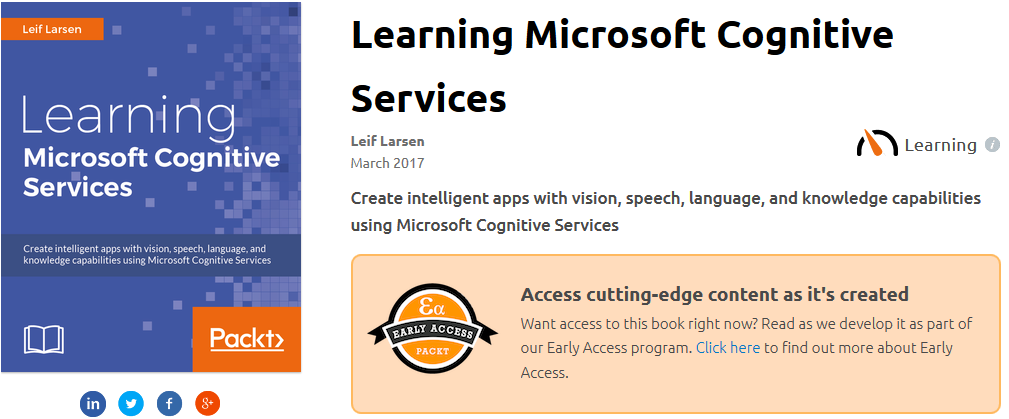 Leif Larsen
Learning
Microsoft Cognitive
Services
Create intelligent apps with vision, speech, language, and
knowledge capabilities using Microsoft Cognitive Services
Packt>
in
f
g+
Learning Microsoft Cognitive
Services
Leif Larsen
March 2017
Learning i
Create intelligent apps with vision, speech, language, and knowledge capabilities
using Microsoft Cognitive Services
Εα
EARLY ACCESS
PACKT
Access cutting-edge content as it's created
Want access to this book right now? Read as we develop it as part of
our Early Access program. Click here to find out more about Early
Access.